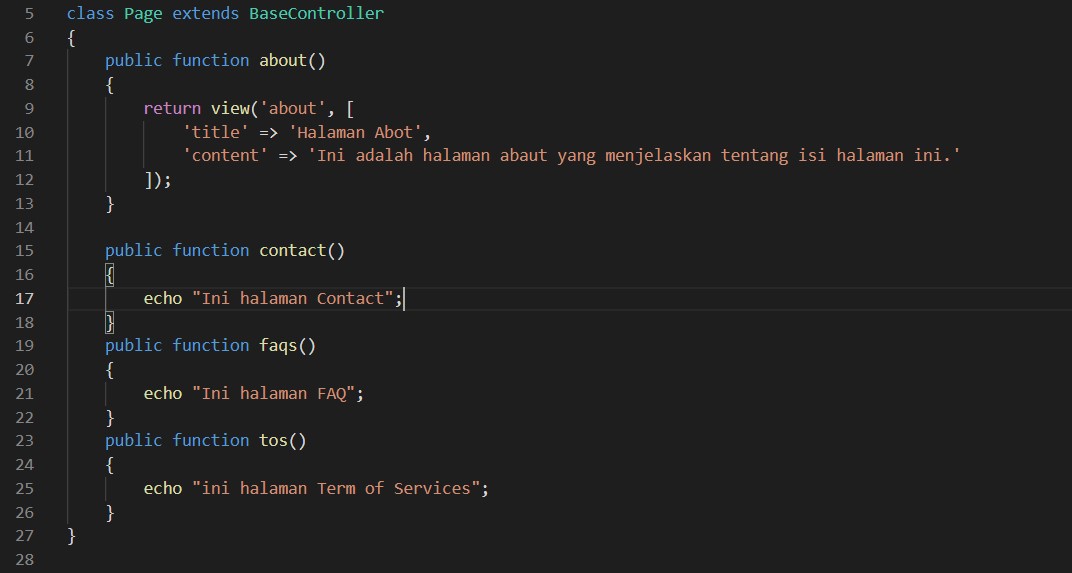 5 class Page extends BaseController
6 {
7 public function about()
8 {
9 return view('about', [
10 'title' => 'Halaman Abot',
11 'content' => 'Ini adalah halaman abaut yang menjelaskan tentang isi halaman ini.'
12 ]);
13 }
14
15 public function contact()
16 {
17 echo "Ini halaman Contact";
18 }
19 public function faqs()
20 {
21 echo "Ini halaman FAQ";
22 }
23 public function tos()
24 {
25 echo "ini halaman Term of Services";
26 }
27 }
28